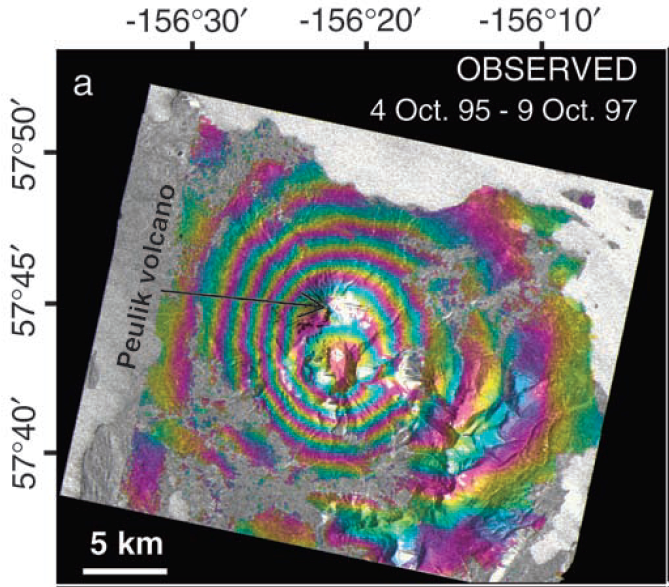 -156°30′ -156°20′ -156°10′
a
OBSERVED
4 Oct. 95 - 9 Oct. 97
57°50′
57°45′
57°40′
Peulik volcano
5 km